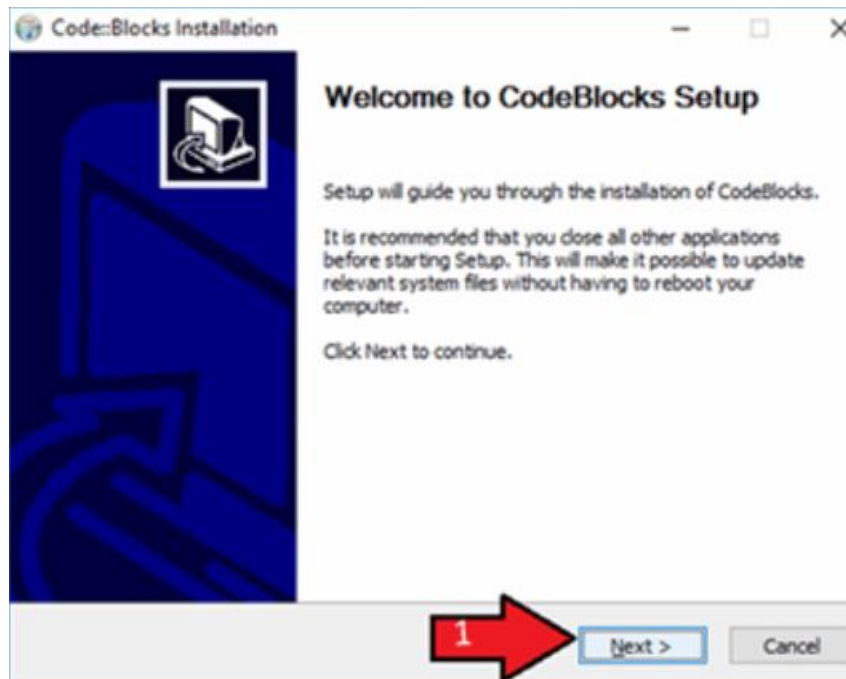 Code::Blocks Installation
Welcome to CodeBlocks Setup
Setup will guide you through the installation of CodeBlocks.
It is recommended that you close all other applications
before starting Setup. This will make it possible to update
relevant system files without having to reboot your
computer.
Click Next to continue.
1
Next >
Cancel